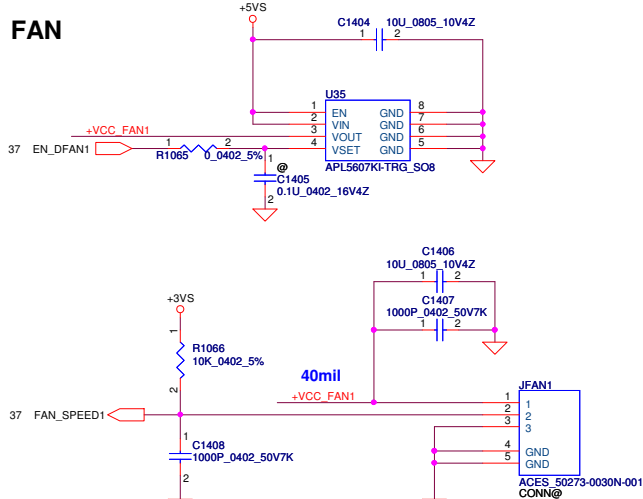 FAN
+5VS
C1404 10U_0805_10V4Z
1 2
U35
1 EN GND 8
2 VIN GND 7
3 VOUT GND 6
4 VSET GND 5
APL5607KI-TRG_SO8
+VCC_FAN1
37 EN_DFAN1
1 2
R1065 0_0402_5%
1
@
C1405
0.1U_0402_16V4Z
2
C1406
10U_0805_10V4Z
1 2
C1407
1000P_0402_50V7K
1 2
+3VS
1
R1066
10K_0402_5%
2
40mil
+VCC_FAN1
37 FAN_SPEED1
1
C1408
1000P_0402_50V7K
2
JFAN1
1 1
2 2
3 3
4 GND
5 GND
ACES_50273-0030N-001
CONN@